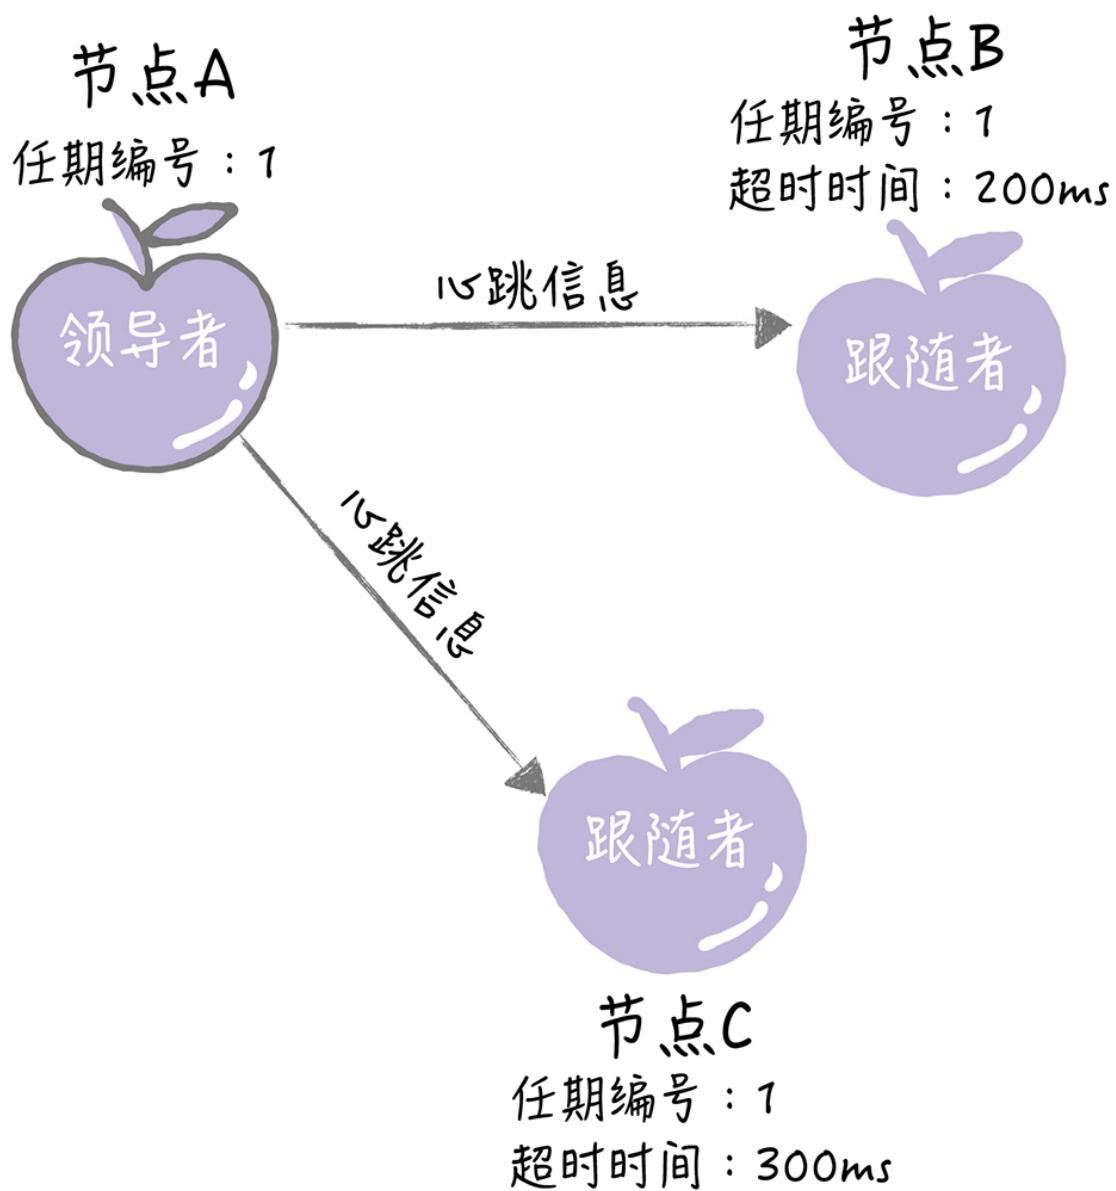 节点A
任期编号：1
领导者
节点B
任期编号：1
超时时间：200ms
跟随者
心跳信息
心跳信息
跟随者
节点C
任期编号：1
超时时间：300ms